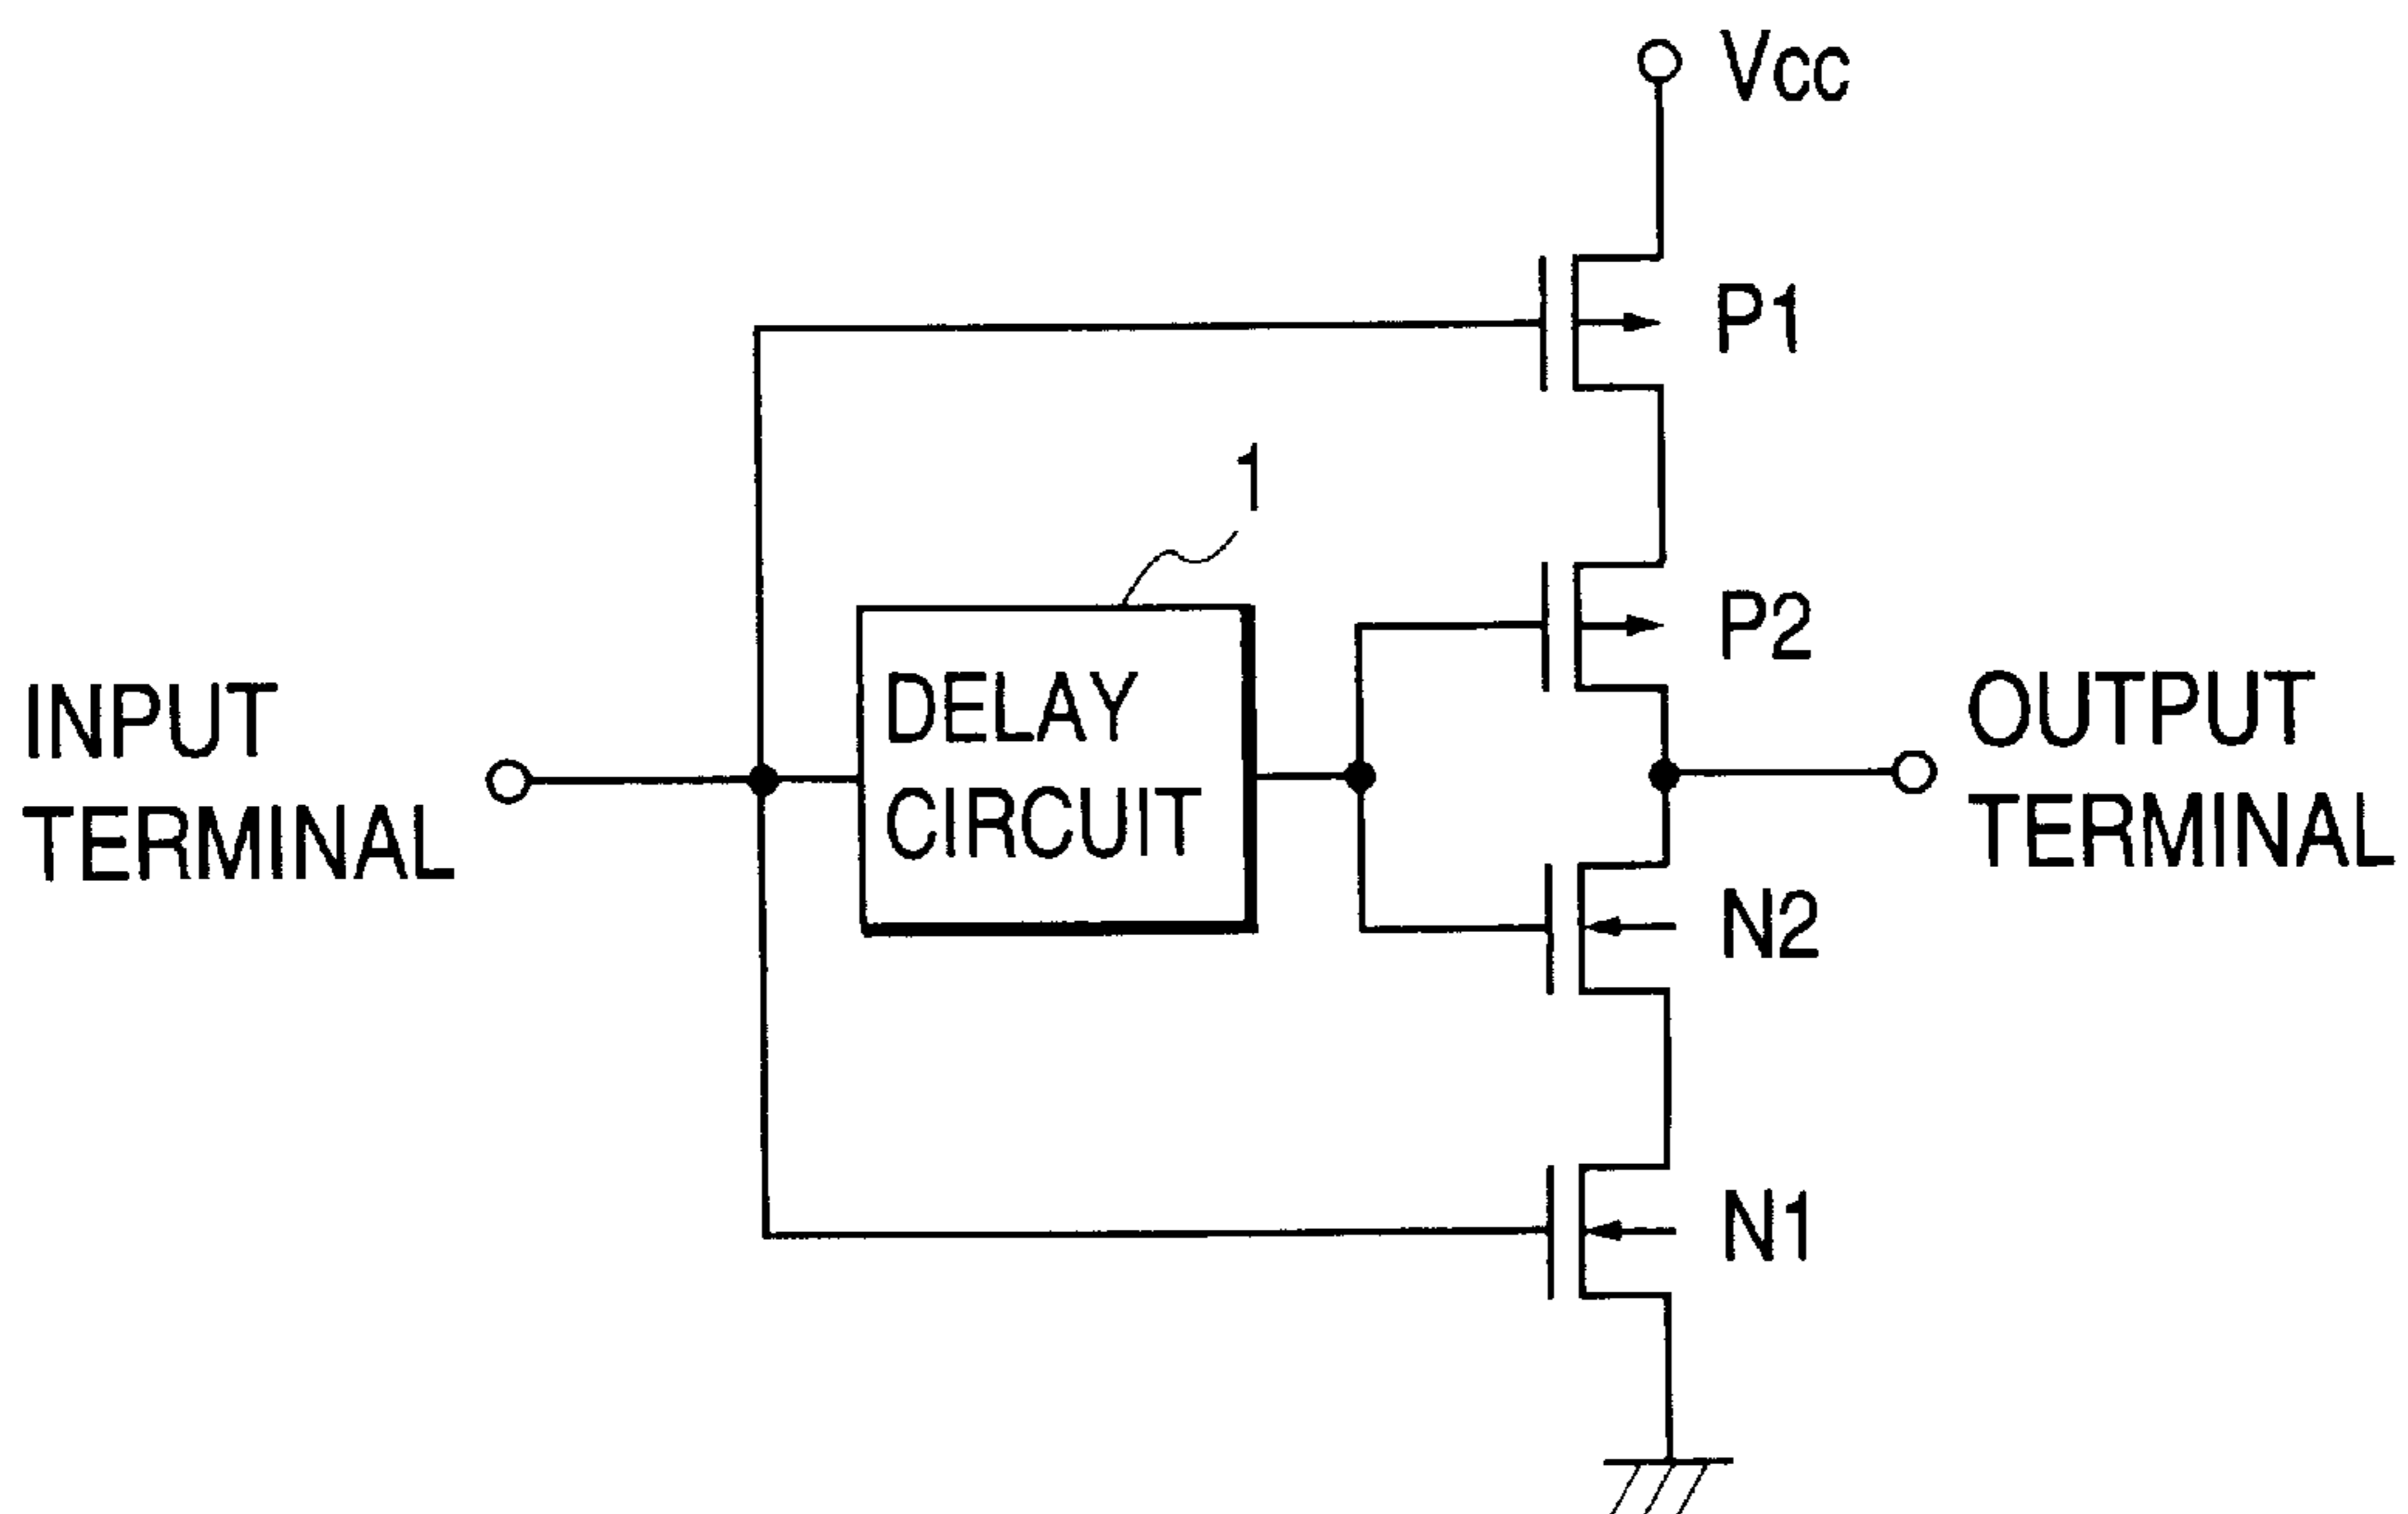 Vcc
P1
1
P2
INPUT
TERMINAL
DELAY
CIRCUIT
OUTPUT
TERMINAL
N2
N1